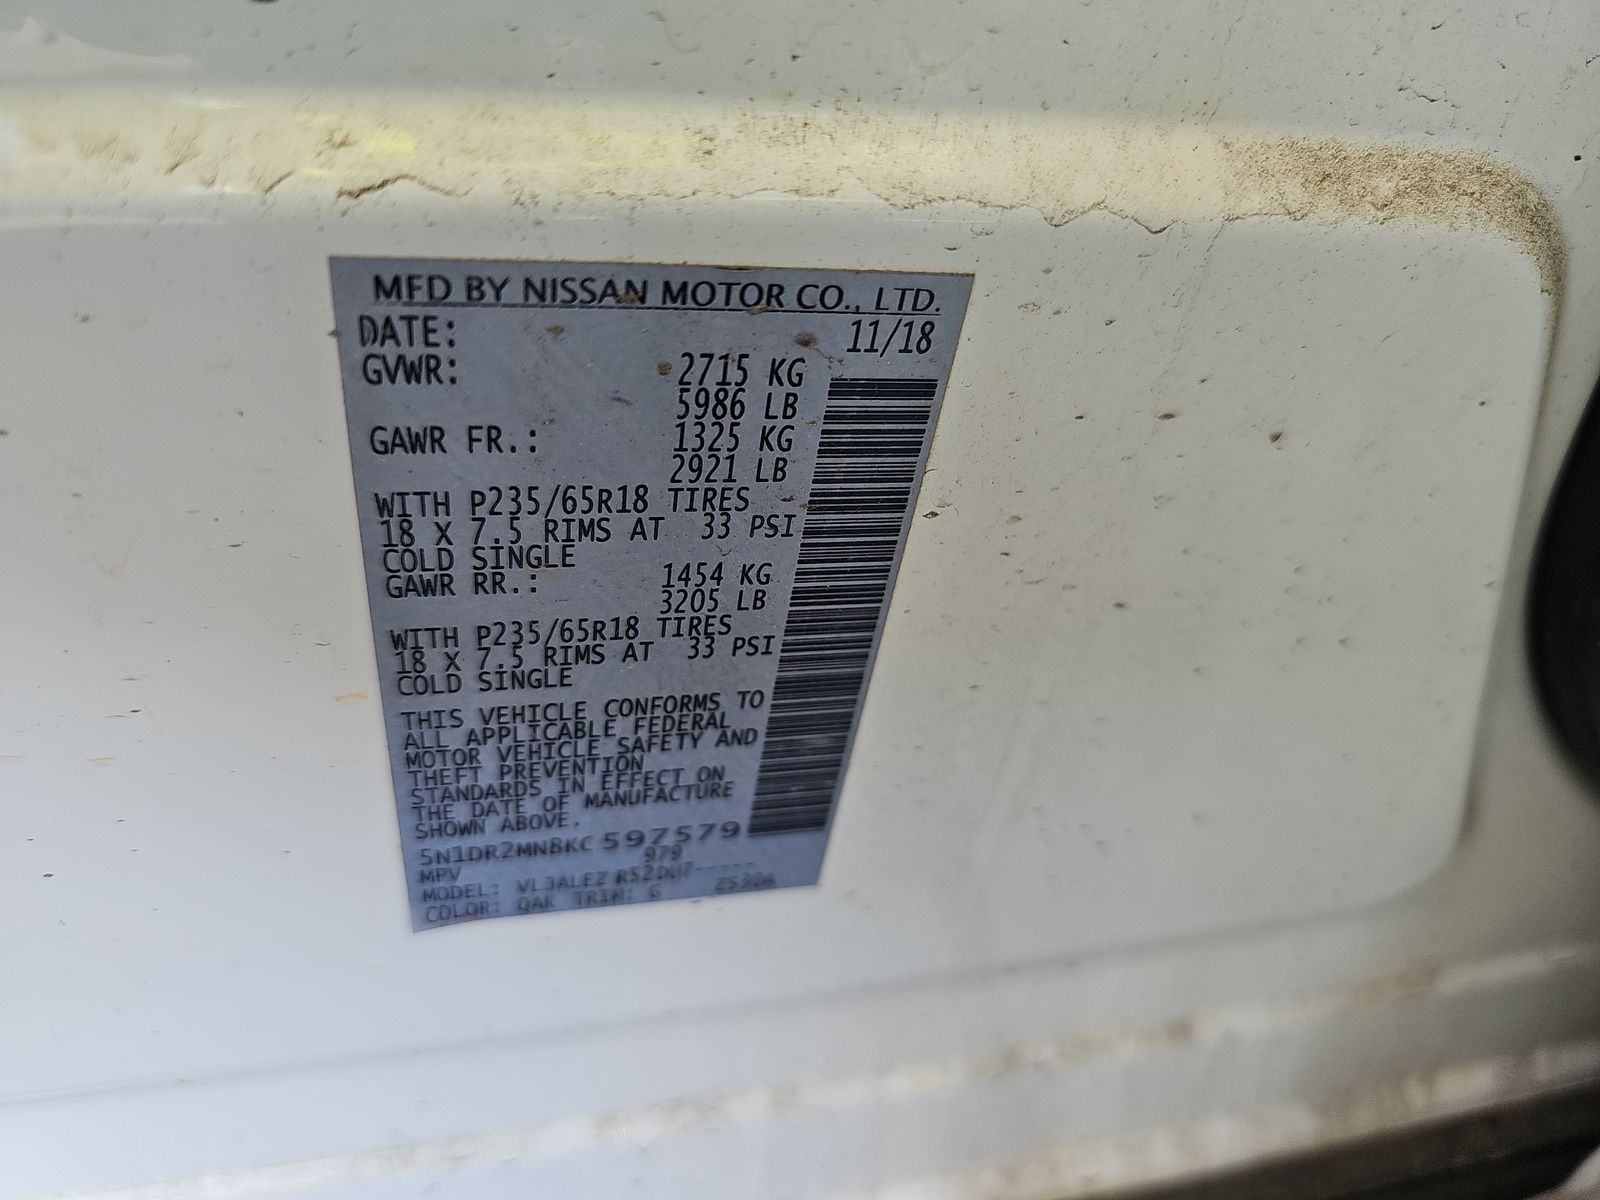 MFD BY NISSAN MOTOR CO., LTD.
DATE: 11/18
GVWR: 2715 KG
5986 LB
GAWR FR.: 1325 KG
2921 LB
WITH P235/65R18 TIRES
18 X 7.5 RIMS AT 33 PSI
COLD SINGLE
GAWR RR.: 1454 KG
3205 LB
WITH P235/65R18 TIRES
18 X 7.5 RIMS AT 33 PSI
COLD SINGLE
THIS VEHICLE CONFORMS TO
ALL APPLICABLE FEDERAL
MOTOR VEHICLE SAFETY AND
THEFT PREVENTION
STANDARDS IN EFFECT ON
THE DATE OF MANUFACTURE
SHOWN ABOVE.
5N1DR2MN8KC 597579
MPV 979
MODEL:
COLOR: QAK TRIM: G